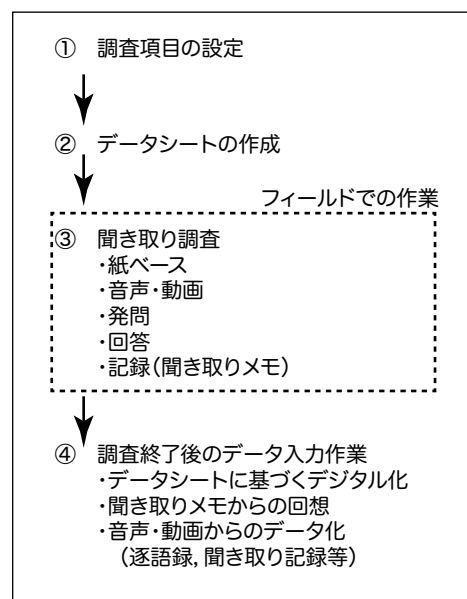 ① 調査項目の設定
② データシートの作成
フィールドでの作業
③ 聞き取り調査
・紙ベース
・音声・動画
・発問
・回答
・記録(聞き取りメモ)
④ 調査終了後のデータ入力作業
・データシートに基づくデジタル化
・聞き取りメモからの回想
・音声・動画からのデータ化
(逐語録, 聞き取り記録等)